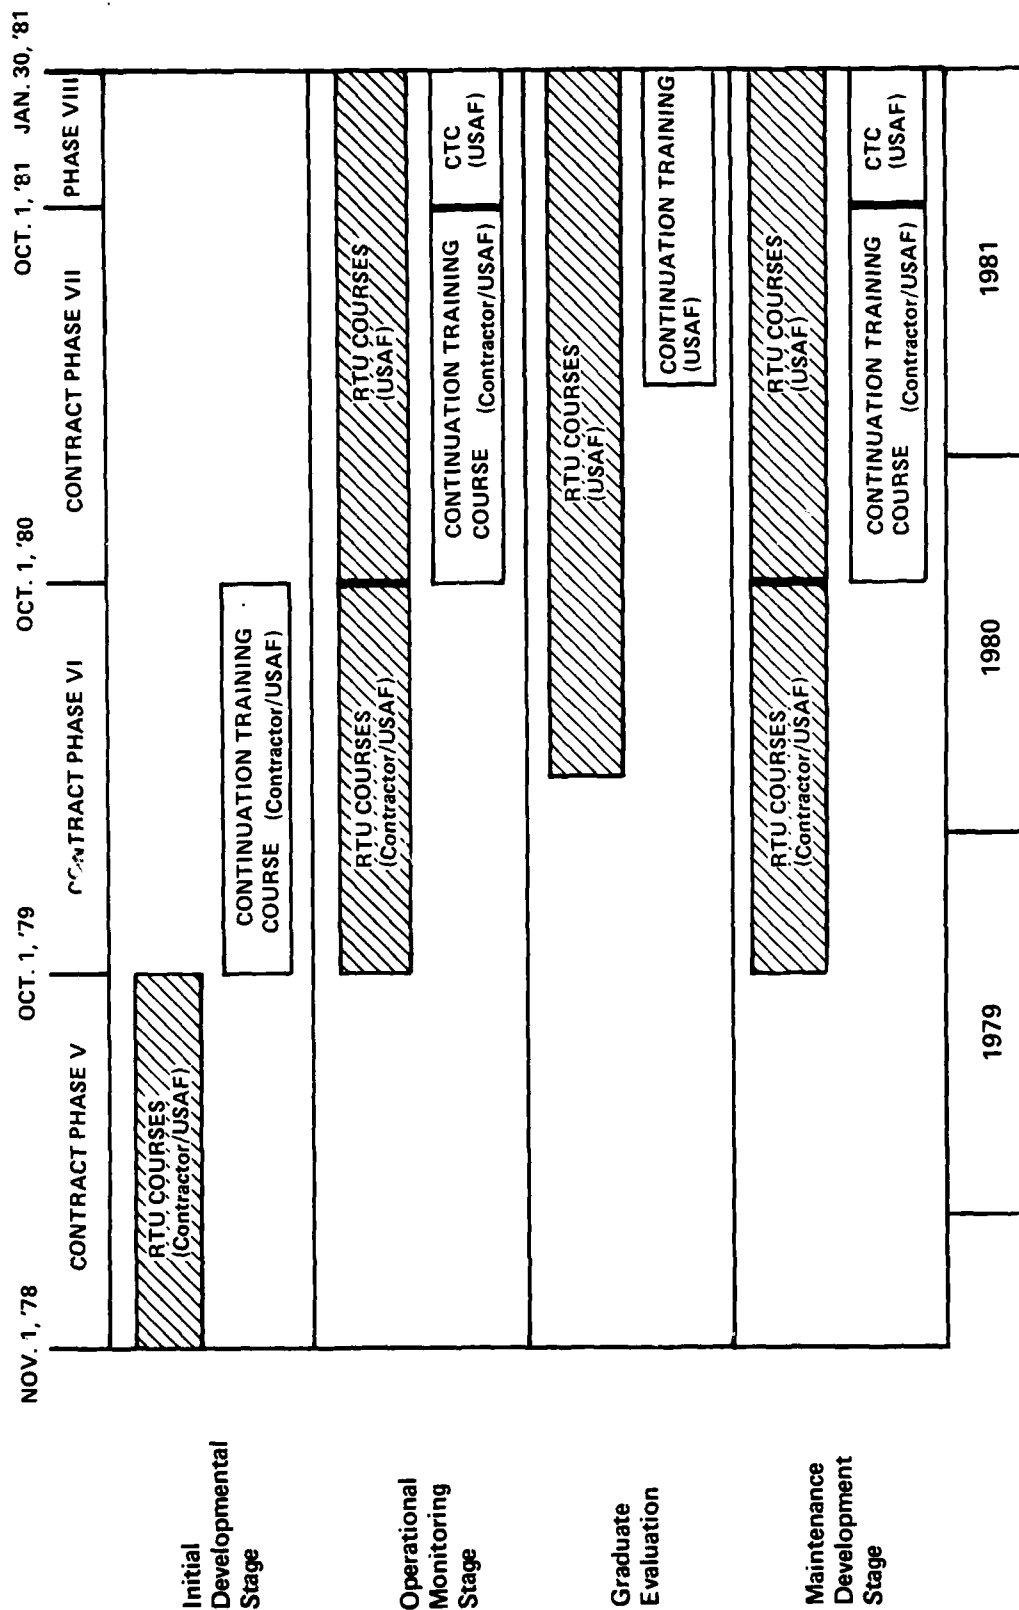 NOV. 1, '78
OCT. 1, '79
OCT. 1, '80
OCT. 1, '81
JAN. 30, '81
CONTRACT PHASE V
CONTRACT PHASE VI
CONTRACT PHASE VII
PHASE VIII
Initial
Developmental
Stage
RTU COURSES
(Contractor/USAF)
CONTINUATION TRAINING
COURSE (Contractor/USAF)
Operational
Monitoring
Stage
RTU COURSES
(Contractor/USAF)
RTU COURSES
(USAF)
CONTINUATION TRAINING
COURSE (Contractor/USAF)
CTC
(USAF)
Graduate
Evaluation
RTU COURSES
(USAF)
CONTINUATION TRAINING
(USAF)
Maintenance
Development
Stage
RTU COURSES
(Contractor/USAF)
RTU COURSES
(USAF)
CONTINUATION TRAINING
COURSE (Contractor/USAF)
CTC
(USAF)
1979
1980
1981